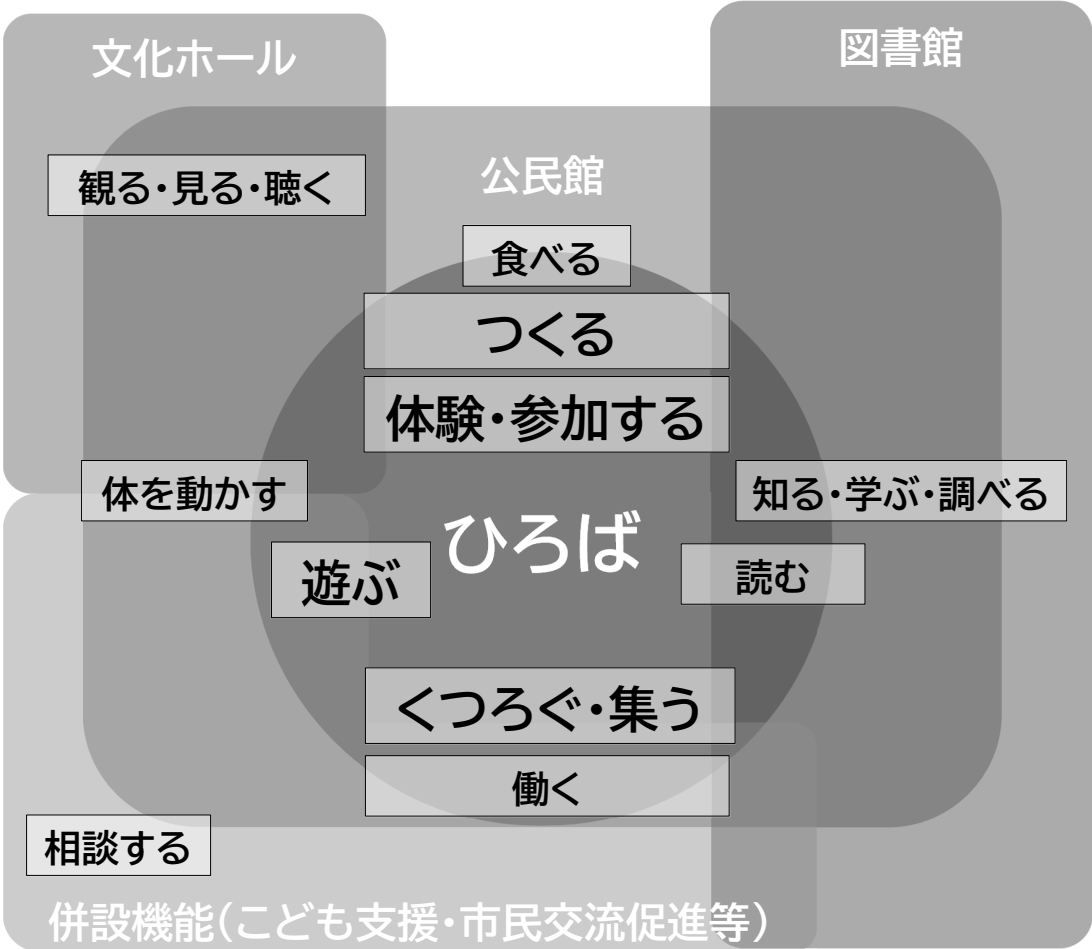 文化ホール
図書館
公民館
観る・見る・聴く
食べる
つくる
体験・参加する
体を動かす
知る・学ぶ・調べる
ひろば
遊ぶ
読む
くつろぐ・集う
働く
相談する
併設機能(こども支援・市民交流促進等)